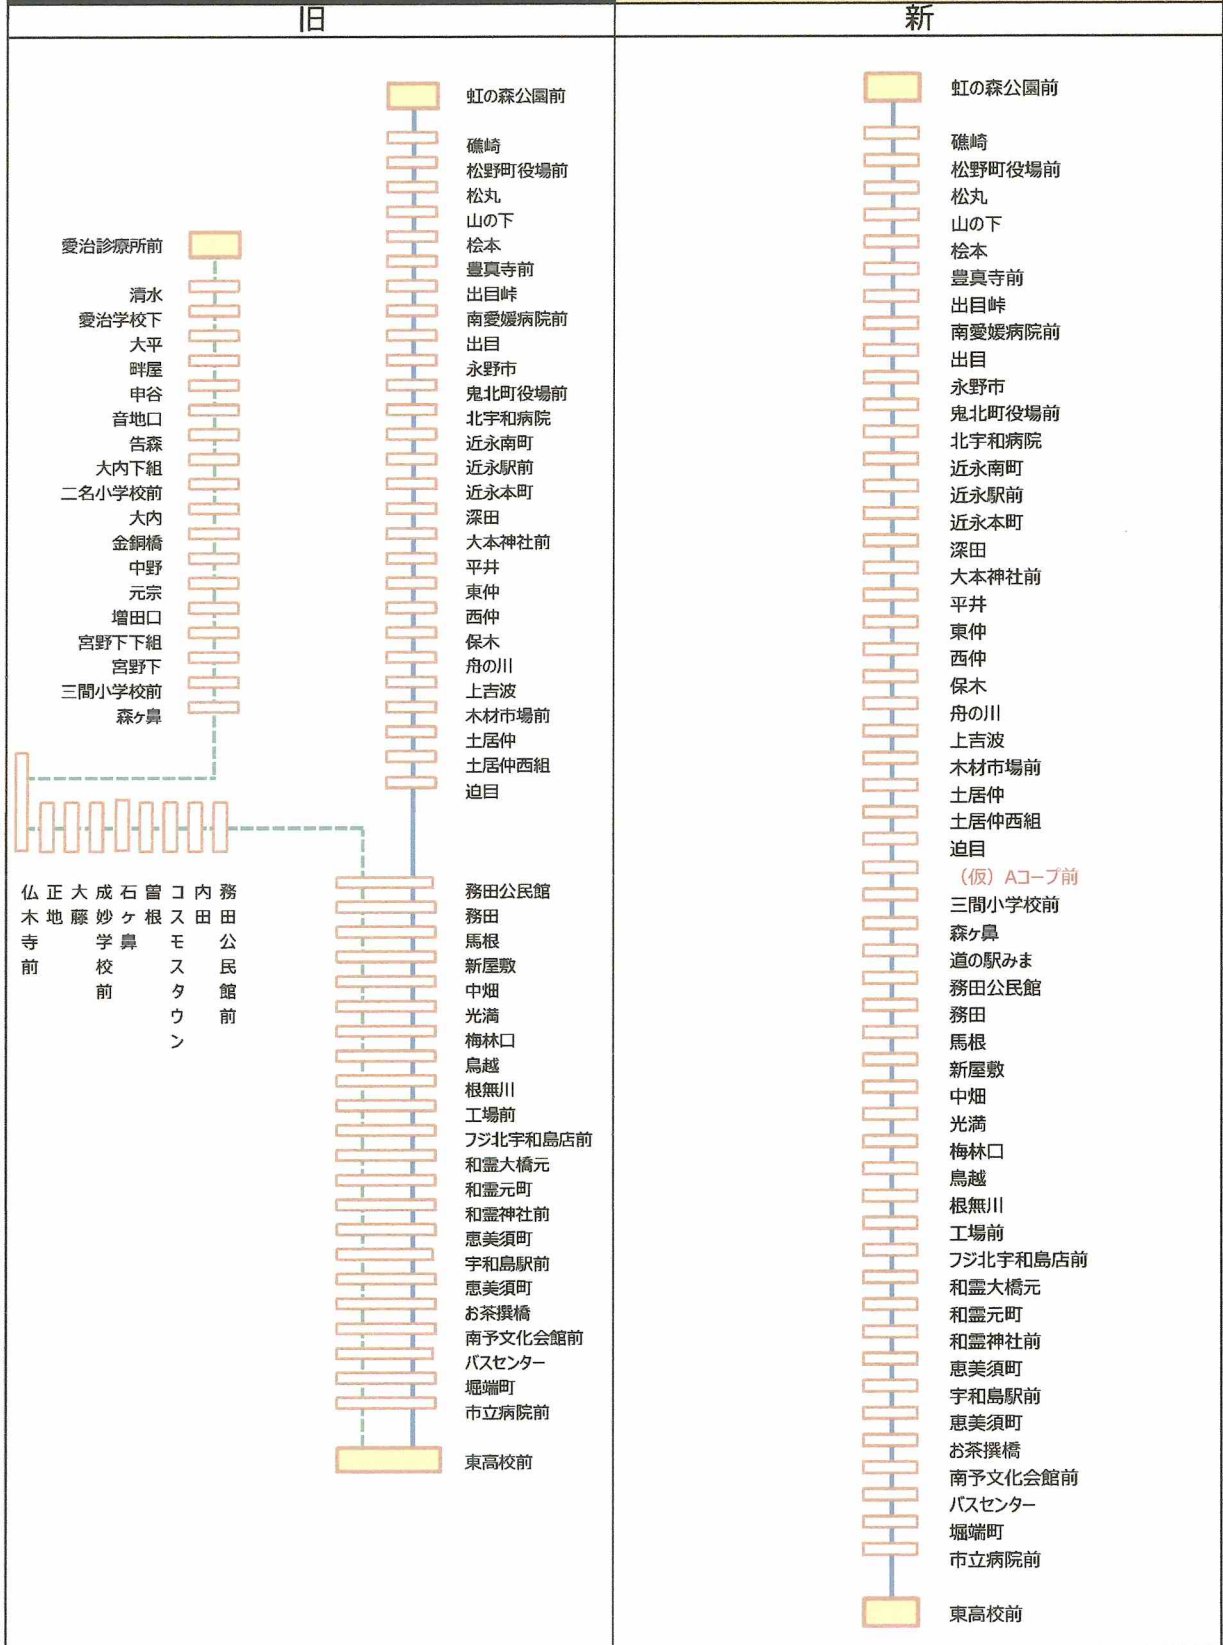 旧
虹の森公園前
礁崎
松野町役場前
松丸
山の下
桧本
豊真寺前
出目峠
南愛媛病院前
出目
永野市
鬼北町役場前
北宇和病院
近永南町
近永駅前
近永本町
深田
大本神社前
平井
東仲
西仲
保木
舟の川
上吉波
木材市場前
土居仲
土居仲西組
迫目
愛治診療所前
清水
愛治学校下
大平
畔屋
申谷
音地口
告森
大内下組
二名小学校前
大内
金銅橋
中野
元宗
増田口
宮野下下組
宮野下
三間小学校前
森ヶ鼻
仏木寺前
正地
大藤
成妙学校前
石ヶ鼻
曽根
コスモスタウン
内田
務田公民館前
務田公民館
務田
馬根
新屋敷
中畑
光満
梅林口
鳥越
根無川
工場前
フジ北宇和島店前
和霊大橋元
和霊元町
和霊神社前
恵美須町
宇和島駅前
恵美須町
お茶撰橋
南予文化会館前
バスセンター
堀端町
市立病院前
東高校前
新
虹の森公園前
礁崎
松野町役場前
松丸
山の下
桧本
豊真寺前
出目峠
南愛媛病院前
出目
永野市
鬼北町役場前
北宇和病院
近永南町
近永駅前
近永本町
深田
大本神社前
平井
東仲
西仲
保木
舟の川
上吉波
木材市場前
土居仲
土居仲西組
迫目
（仮）Aコープ前
三間小学校前
森ヶ鼻
道の駅みま
務田公民館
務田
馬根
新屋敷
中畑
光満
梅林口
鳥越
根無川
工場前
フジ北宇和島店前
和霊大橋元
和霊元町
和霊神社前
恵美須町
宇和島駅前
恵美須町
お茶撰橋
南予文化会館前
バスセンター
堀端町
市立病院前
東高校前